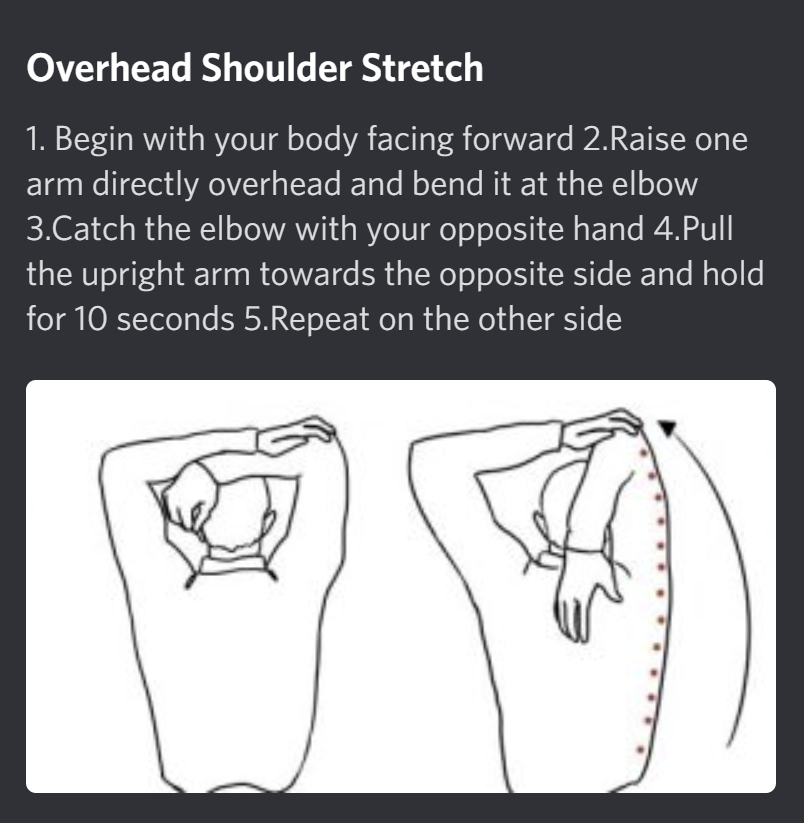 Overhead Shoulder Stretch
1. Begin with your body facing forward 2.Raise one
arm directly overhead and bend it at the elbow
3.Catch the elbow with your opposite hand 4.Pull
the upright arm towards the opposite side and hold
for 10 seconds 5.Repeat on the other side